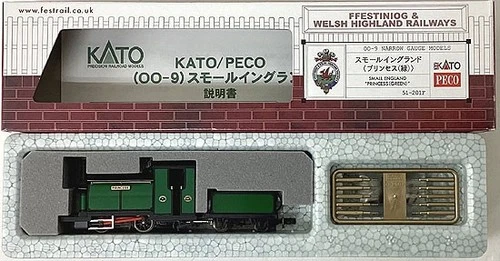 www.festrail.co.uk
FFESTINIOG &
WELSH HIGHLAND RAILWAYS
KATO
PRECISION RAILROAD MODELS
KATO/PECO
(OO-9)スモールイングラン
説明書
OO-9 NARROW GAUGE MODELS
スモールイングランド
(プリンセス(緑))
SMALL ENGLAND
"PRINCESS(GREEN)"
51-201F
KATO
PECO
PRINCESS